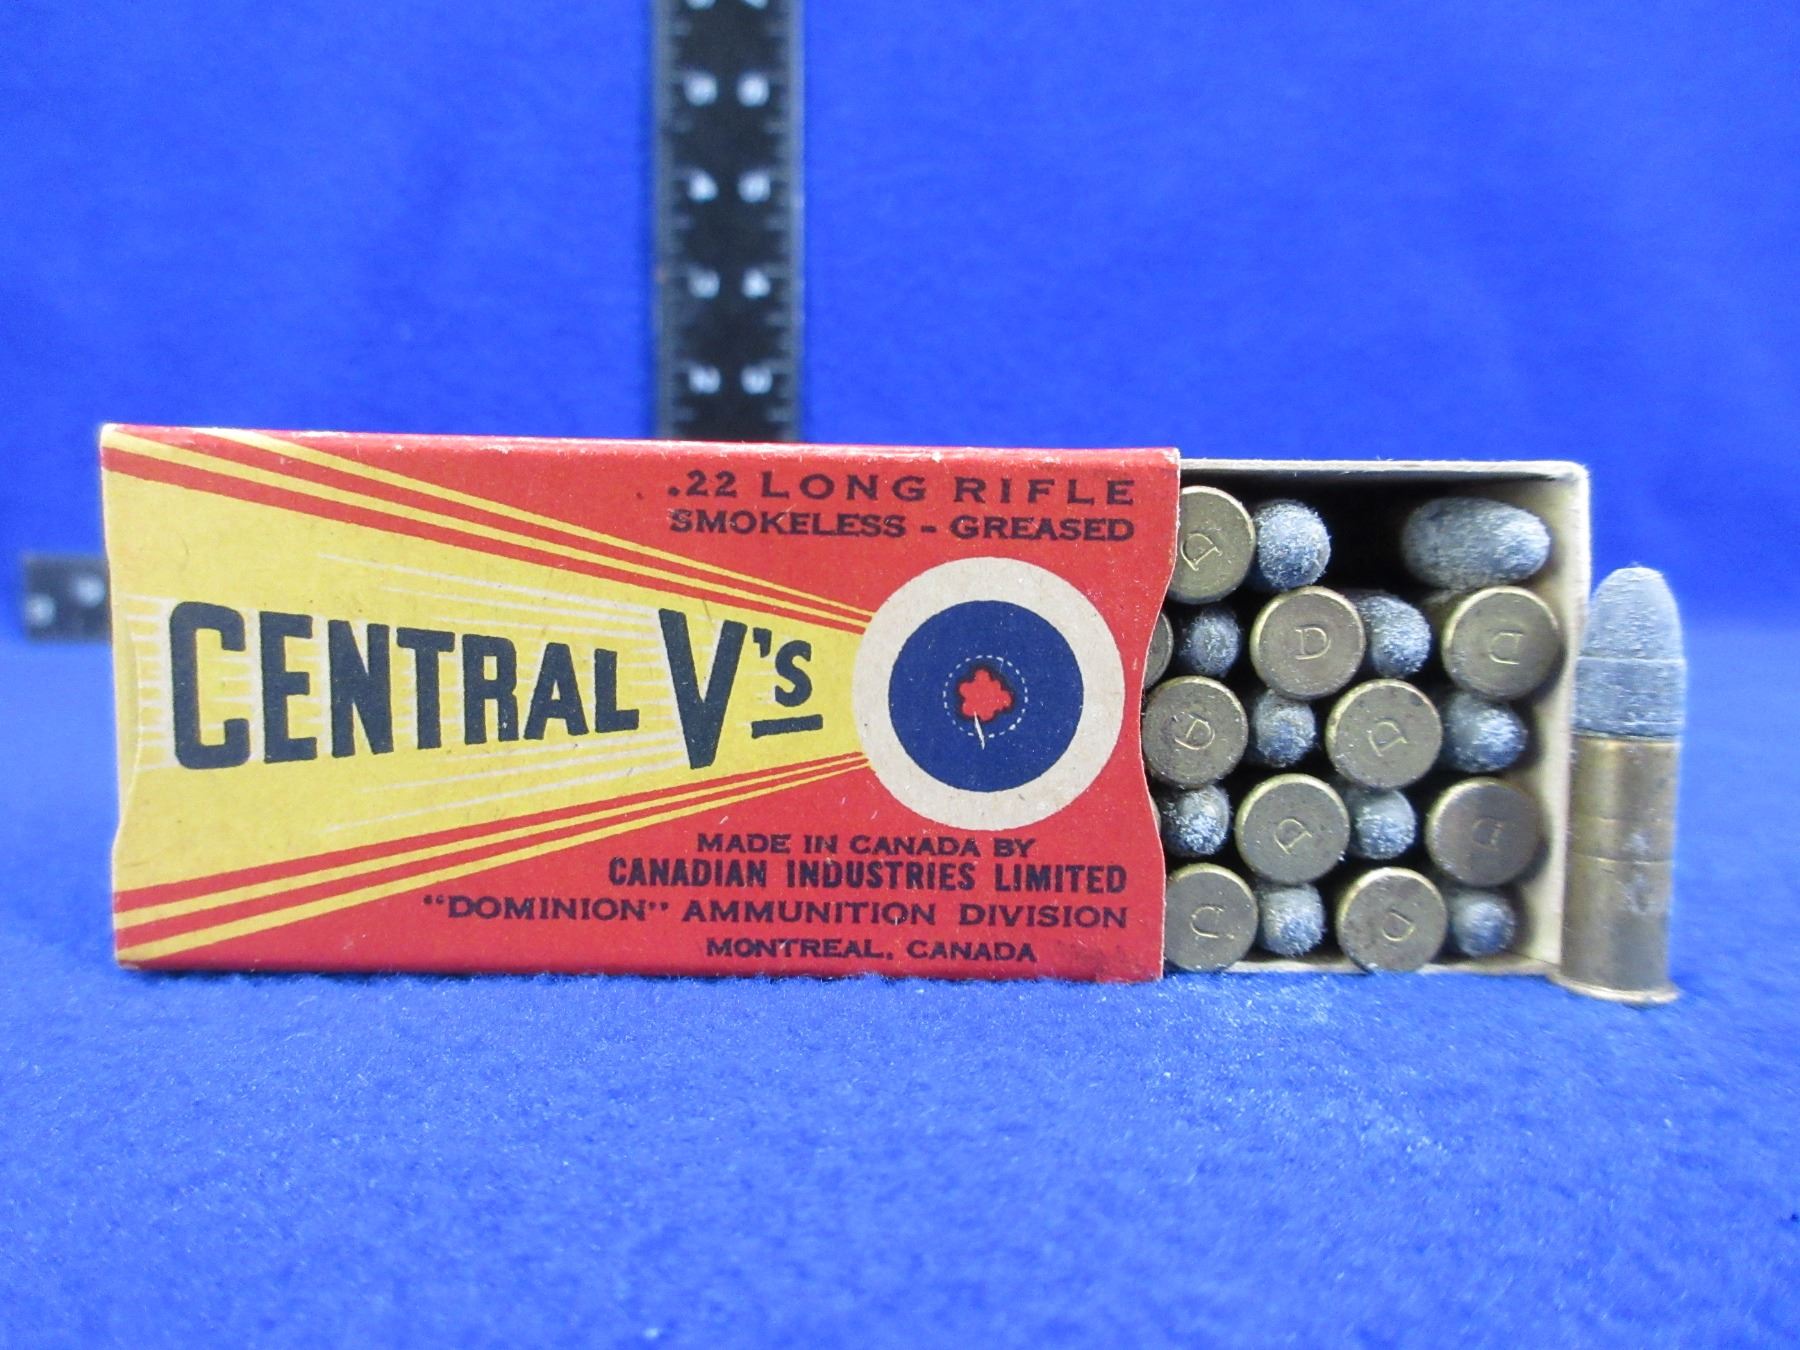 .22 LONG RIFLE
SMOKELESS - GREASED
CENTRAL V's
MADE IN CANADA BY
CANADIAN INDUSTRIES LIMITED
"DOMINION" AMMUNITION DIVISION
MONTREAL, CANADA
D
D
D
D
D
D
D
D
D